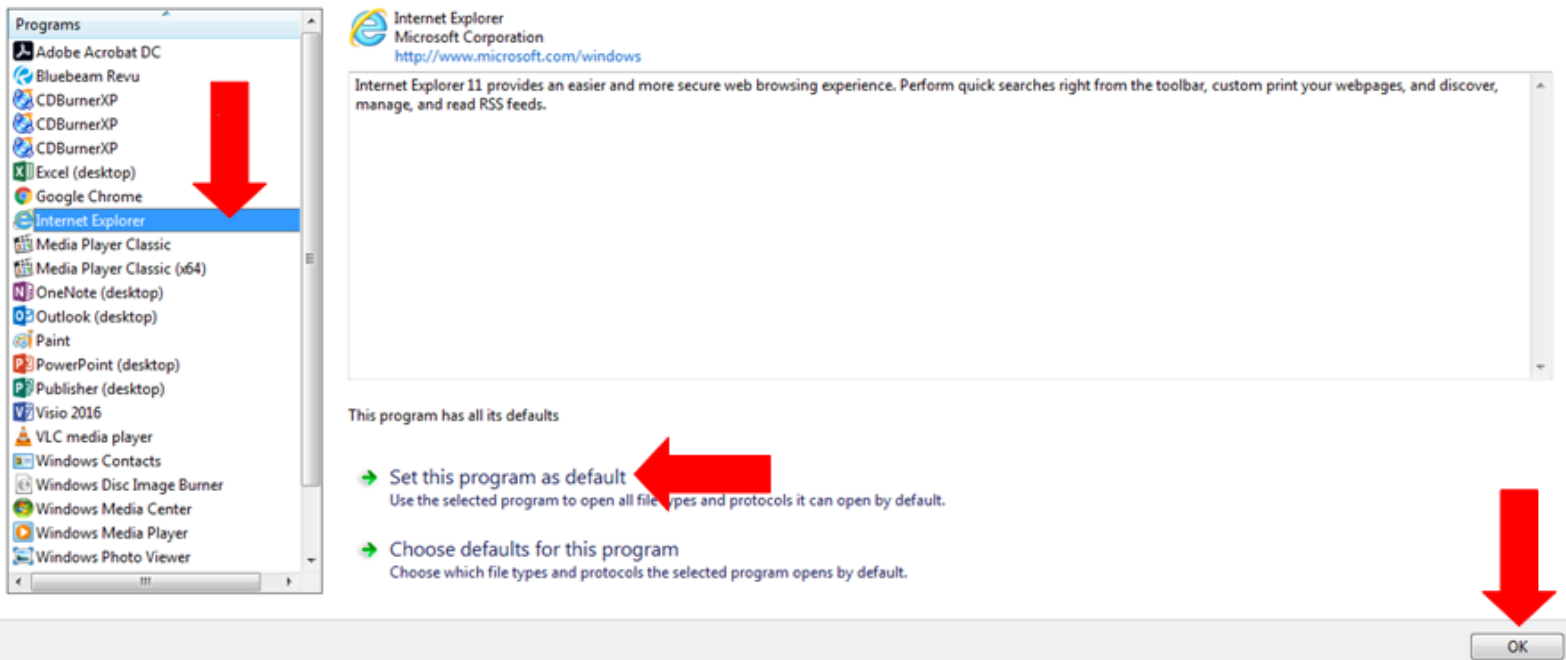 Programs
Adobe Acrobat DC
Bluebeam Revu
CDBurnerXP
CDBurnerXP
CDBurnerXP
Excel (desktop)
Google Chrome
Internet Explorer
Media Player Classic
Media Player Classic (x64)
OneNote (desktop)
Outlook (desktop)
Paint
PowerPoint (desktop)
Publisher (desktop)
Visio 2016
VLC media player
Windows Contacts
Windows Disc Image Burner
Windows Media Center
Windows Media Player
Windows Photo Viewer
Internet Explorer
Microsoft Corporation
http://www.microsoft.com/windows
Internet Explorer 11 provides an easier and more secure web browsing experience. Perform quick searches right from the toolbar, custom print your webpages, and discover,
manage, and read RSS feeds.
This program has all its defaults
Set this program as default
Use the selected program to open all file types and protocols it can open by default.
Choose defaults for this program
Choose which file types and protocols the selected program opens by default.
OK